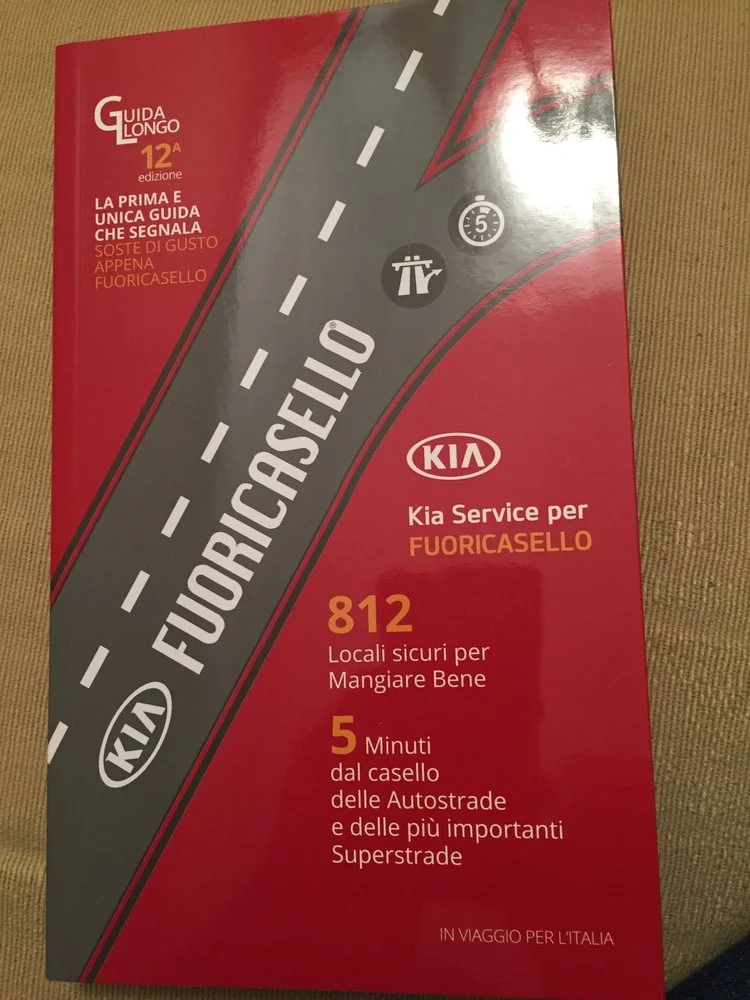 GUIDA
LLONGO
12A
edizione
LA PRIMA E
UNICA GUIDA
CHE SEGNALA
SOSTE DI GUSTO
APPENA
FUORICASELLO
5
KIA FUORICASELLO®
KIA
Kia Service per
FUORICASELLO
812
Locali sicuri per
Mangiare Bene
5 Minuti
dal casello
delle Autostrade
e delle più importanti
Superstrade
IN VIAGGIO PER L'ITALIA